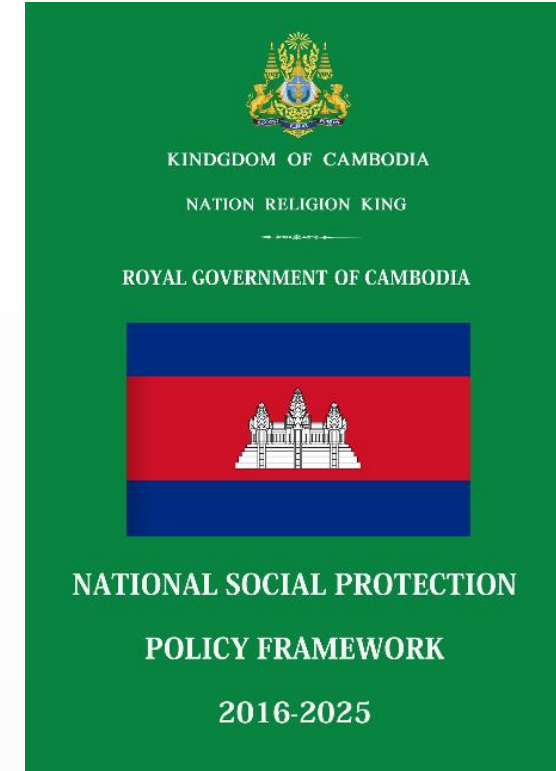 KINDGDOM OF CAMBODIA
NATION RELIGION KING
ROYAL GOVERNMENT OF CAMBODIA
NATIONAL SOCIAL PROTECTION
POLICY FRAMEWORK
2016-2025